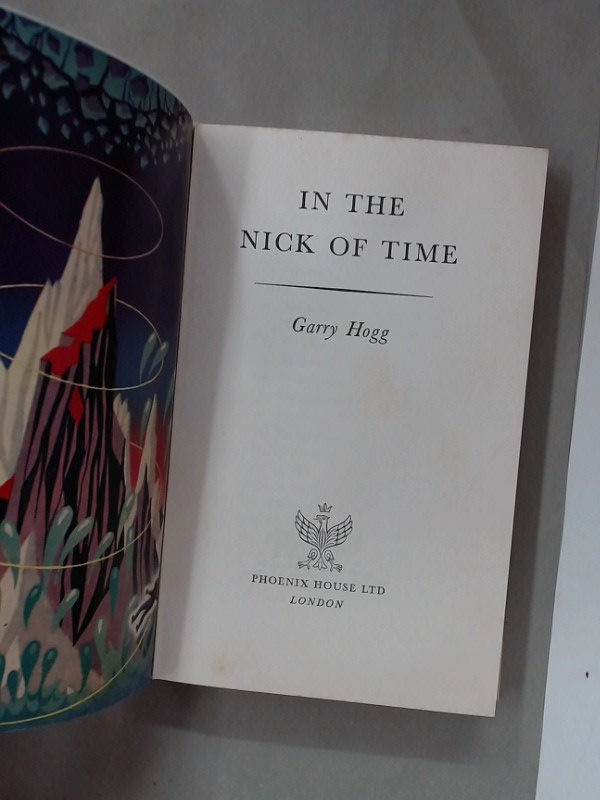 IN THE
NICK OF TIME
Garry Hogg
PHOENIX HOUSE LTD
LONDON